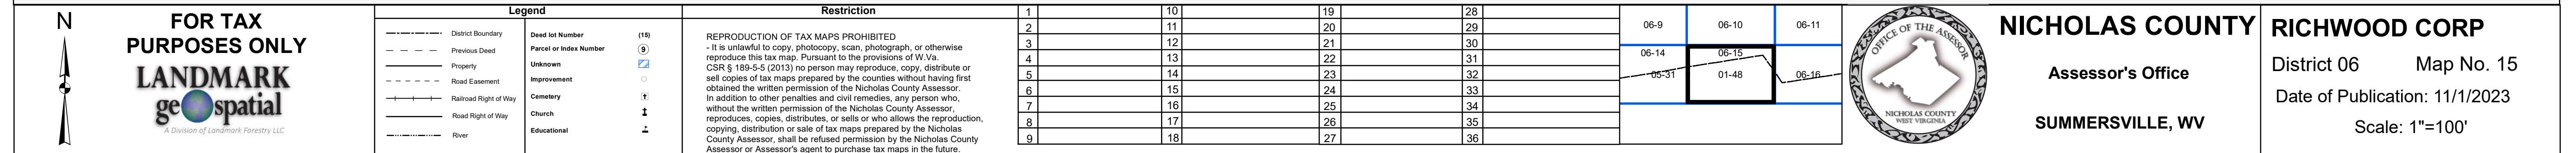 N
FOR TAX
PURPOSES ONLY
LANDMARK
geospatial
A Division of Landmark Forestry LLC
Legend
District Boundary
Previous Deed
Property
Road Easement
Railroad Right of Way
Road Right of Way
River
Deed lot Number (15)
Parcel or Index Number 9
Unknown
Improvement
Cemetery
Church
Educational
Restriction
REPRODUCTION OF TAX MAPS PROHIBITED
- It is unlawful to copy, photocopy, scan, photograph, or otherwise
reproduce this tax map. Pursuant to the provisions of W.Va.
CSR § 189-5-5 (2013) no person may reproduce, copy, distribute or
sell copies of tax maps prepared by the counties without having first
obtained the written permission of the Nicholas County Assessor.
In addition to other penalties and civil remedies, any person who,
without the written permission of the Nicholas County Assessor,
reproduces, copies, distributes, or sells or who allows the reproduction,
copying, distribution or sale of tax maps prepared by the Nicholas
County Assessor, shall be refused permission by the Nicholas County
Assessor or Assessor's agent to purchase tax maps in the future.
1 10 19 28
2 11 20 29
3 12 21 30
4 13 22 31
5 14 23 32
6 15 24 33
7 16 25 34
8 17 26 35
9 18 27 36
06-9 06-10 06-11
06-14 06-15
05-31 01-48 06-16
OFFICE OF THE ASSESSOR
NICHOLAS COUNTY
WEST VIRGINIA
NICHOLAS COUNTY
Assessor's Office
SUMMERSVILLE, WV
RICHWOOD CORP
District 06 Map No. 15
Date of Publication: 11/1/2023
Scale: 1"=100'